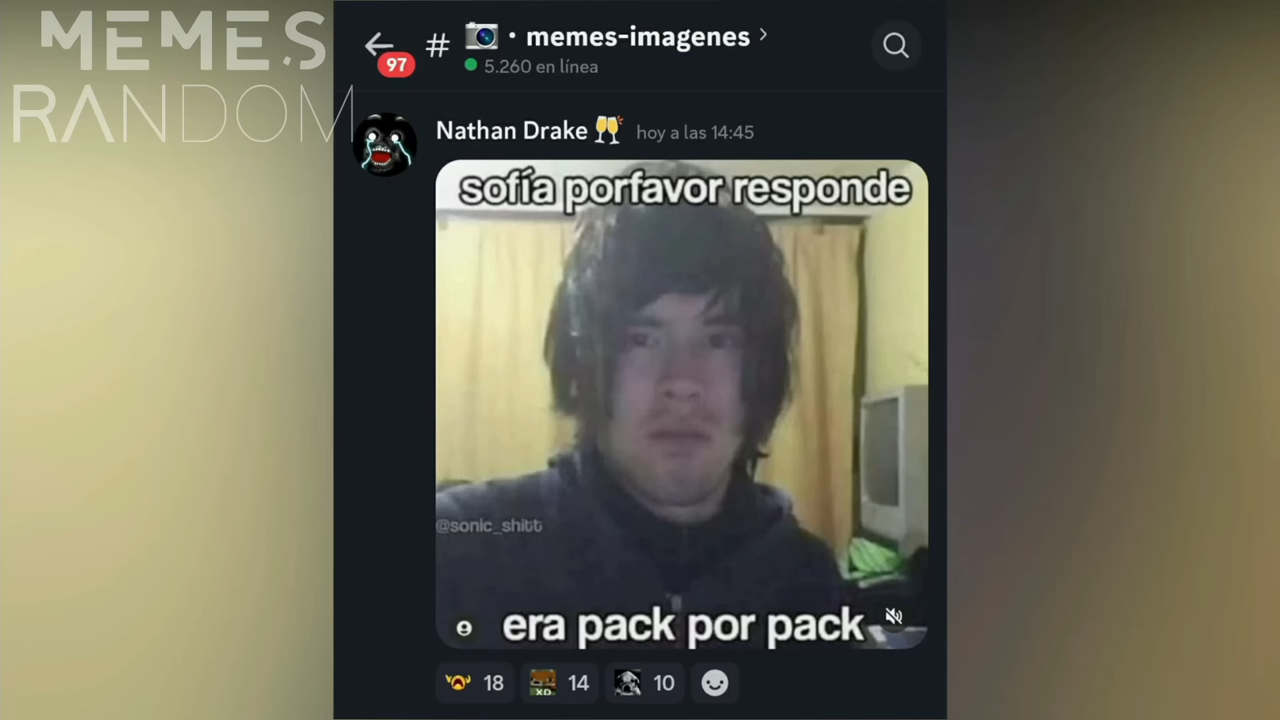 MEMES
RANDOM
97
# 📷 · memes-imagenes >
5.260 en línea
Nathan Drake 🥂 hoy a las 14:45
sofía porfavor responde
@sonic_shitt
era pack por pack
18
XD 14
10